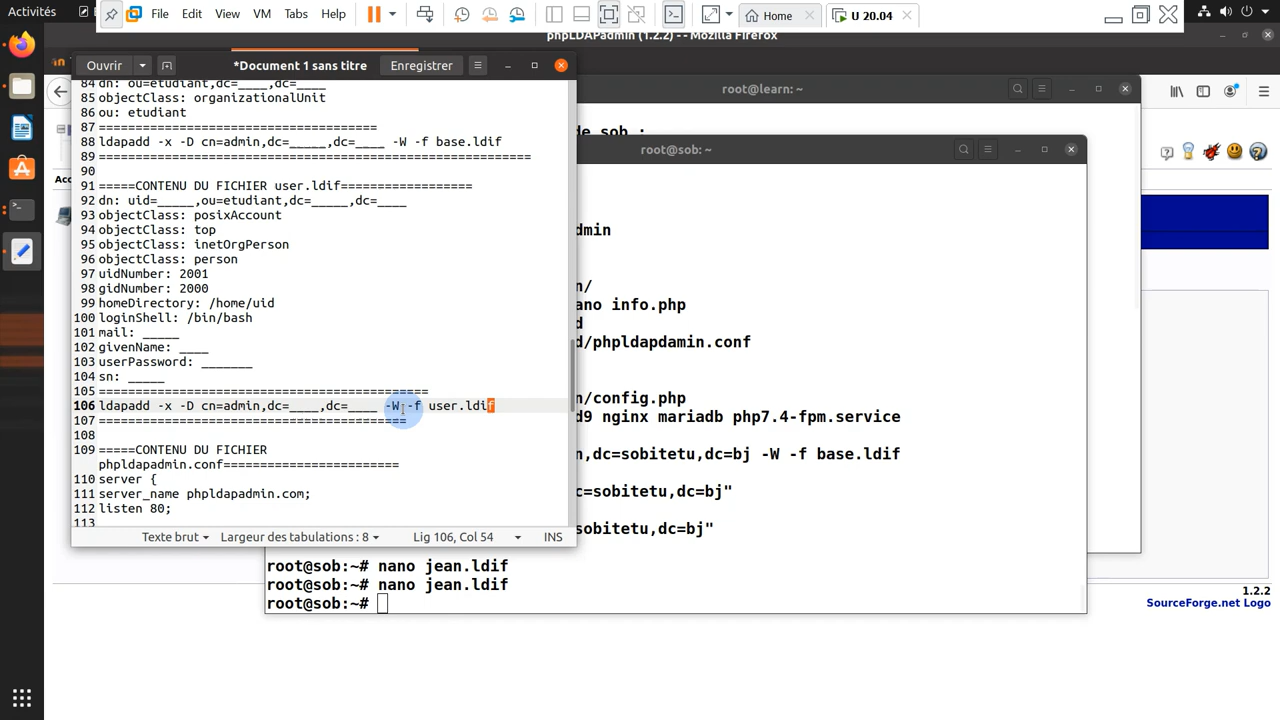 Activités
File Edit View VM Tabs Help
Home
U 20.04
phpLDAPadmin (1.2.2) - Mozilla Firefox
Ouvrir
*Document 1 sans titre
Enregistrer
84 dn: ou=etudiant,dc=____,dc=____
85 objectClass: organizationalUnit
86 ou: etudiant
87 ======================================
88 ldapadd -x -D cn=admin,dc=_____,dc=____ -W -f base.ldif
89 ===========================================================
90
91 =====CONTENU DU FICHIER user.ldif==================
92 dn: uid=_____,ou=etudiant,dc=_____,dc=____
93 objectClass: posixAccount
94 objectClass: top
95 objectClass: inetOrgPerson
96 objectClass: person
97 uidNumber: 2001
98 gidNumber: 2000
99 homeDirectory: /home/uid
100 loginShell: /bin/bash
101 mail: _____
102 givenName: ____
103 userPassword: _______
104 sn: _____
105 =============================================
106 ldapadd -x -D cn=admin,dc=____,dc=____ -W -f user.ldif
107 ==========================================
108
109 =====CONTENU DU FICHIER
phpldapadmin.conf========================
110 server {
111 server_name phpldapadmin.com;
112 listen 80;
113
Texte brut
Largeur des tabulations : 8
Lig 106, Col 54
INS
root@learn: ~
de sob :
root@sob: ~
dmin
n/
ano info.php
d
d/phpldapdamin.conf
n/config.php
d9 nginx mariadb php7.4-fpm.service
n,dc=sobitetu,dc=bj -W -f base.ldif
=sobitetu,dc=bj"
sobitetu,dc=bj"
root@sob:~# nano jean.ldif
root@sob:~# nano jean.ldif
root@sob:~#
1.2.2
SourceForge.net Logo